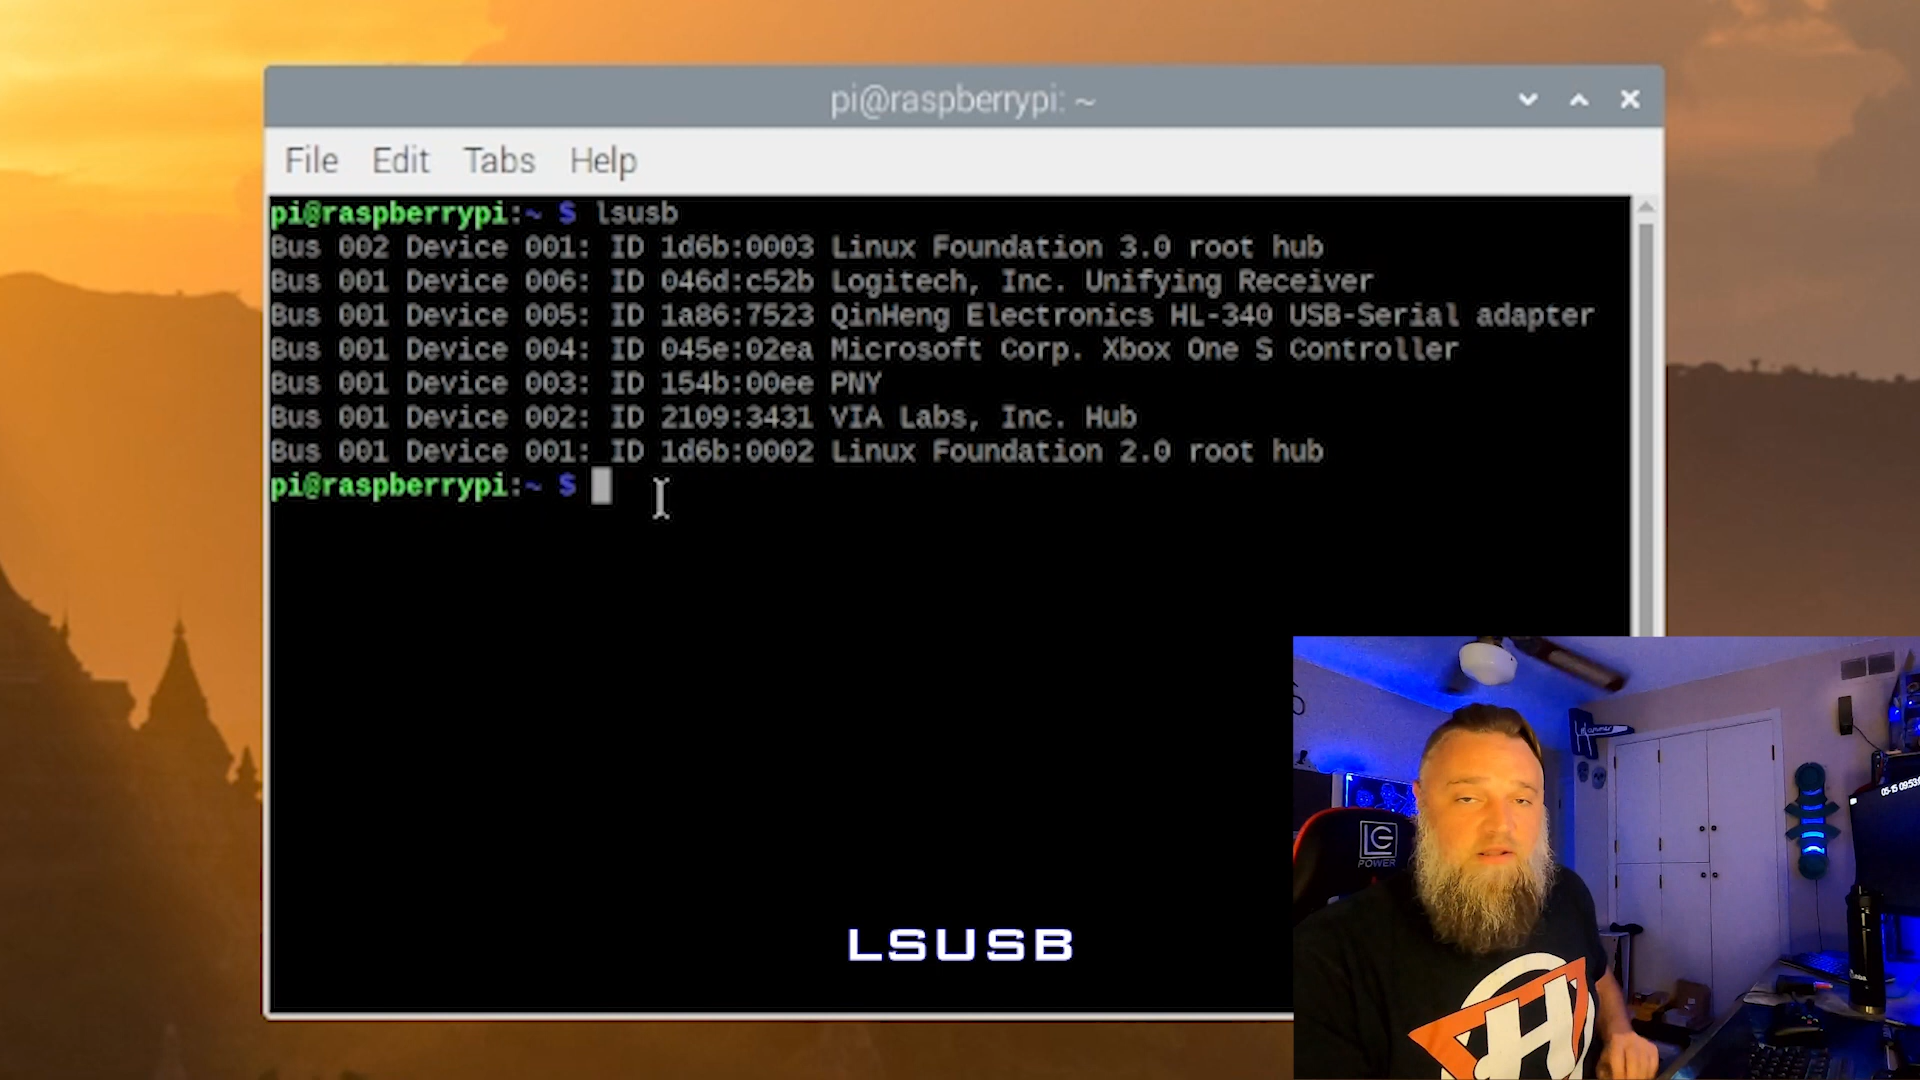 pi@raspberrypi: ~
File Edit Tabs Help
pi@raspberrypi:~ $ lsusb
Bus 002 Device 001: ID 1d6b:0003 Linux Foundation 3.0 root hub
Bus 001 Device 006: ID 046d:c52b Logitech, Inc. Unifying Receiver
Bus 001 Device 005: ID 1a86:7523 QinHeng Electronics HL-340 USB-Serial adapter
Bus 001 Device 004: ID 045e:02ea Microsoft Corp. Xbox One S Controller
Bus 001 Device 003: ID 154b:00ee PNY
Bus 001 Device 002: ID 2109:3431 VIA Labs, Inc. Hub
Bus 001 Device 001: ID 1d6b:0002 Linux Foundation 2.0 root hub
pi@raspberrypi:~ $
LSUSB
POWER
H